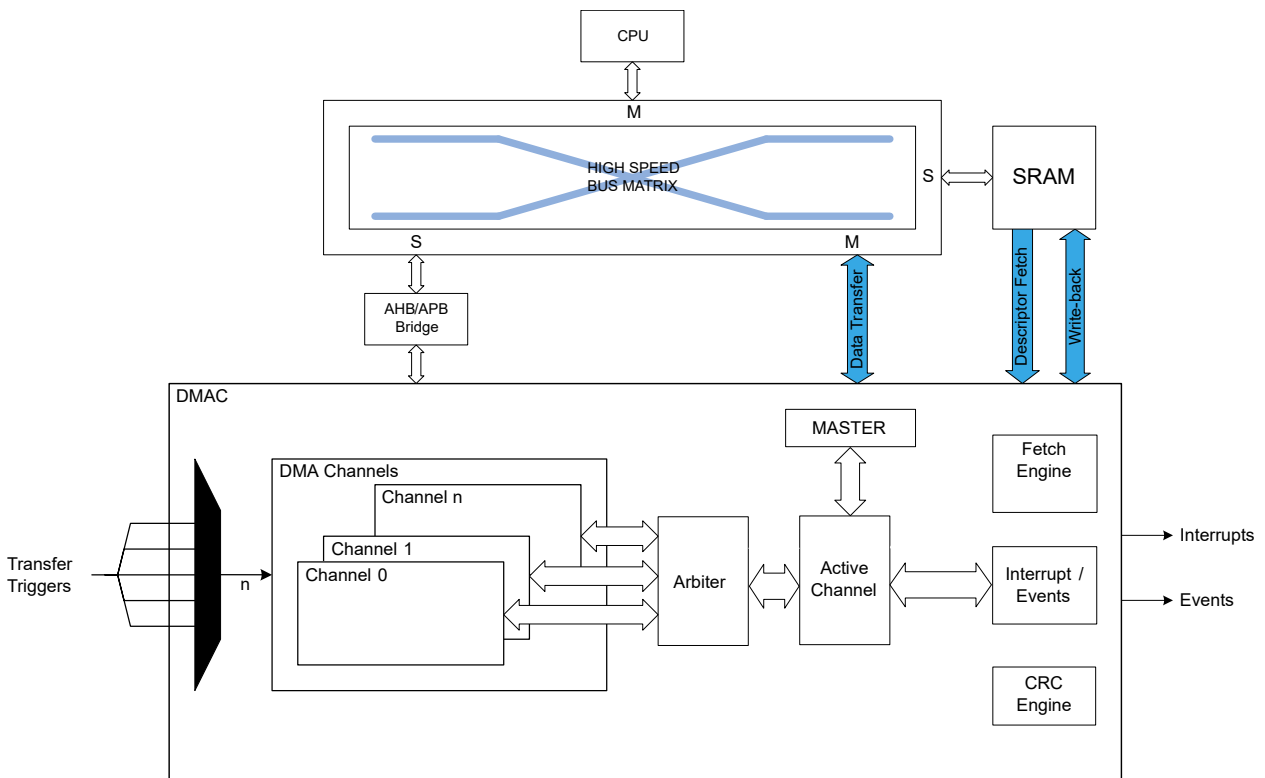 CPU
M
HIGH SPEED
BUS MATRIX
S
SRAM
S
M
AHB/APB
Bridge
Data Transfer
Descriptor Fetch
Write-back
DMAC
MASTER
Fetch
Engine
DMA Channels
Channel n
Channel 1
Channel 0
Transfer
Triggers
n
Arbiter
Active
Channel
Interrupt /
Events
Interrupts
Events
CRC
Engine